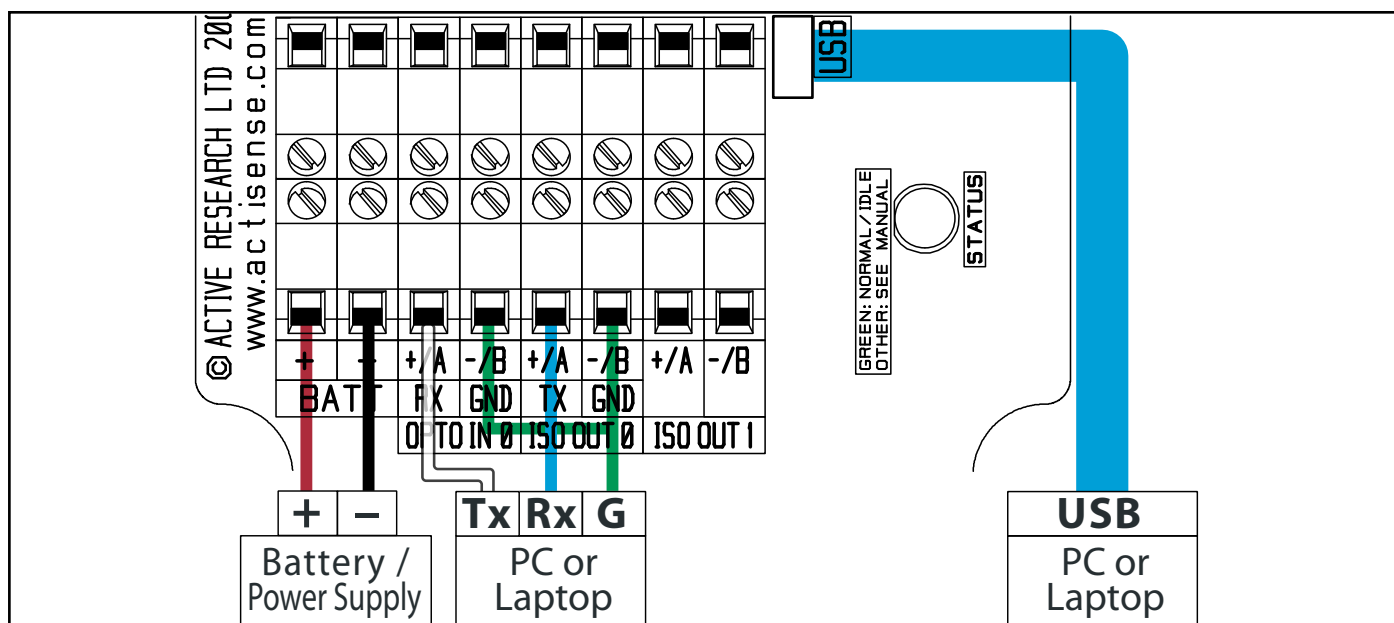 © ACTIVE RESEARCH LTD
www.actisense.com
USB
GREEN: NORMAL/IDLE
OTHER: SEE MANUAL
STATUS
+ - +/A -/B +/A -/B +/A -/B
BATT RX GND TX GND
OPTO IN 0 ISO OUT 0 ISO OUT 1
+ −
Battery /
Power Supply
Tx Rx G
PC or
Laptop
USB
PC or
Laptop